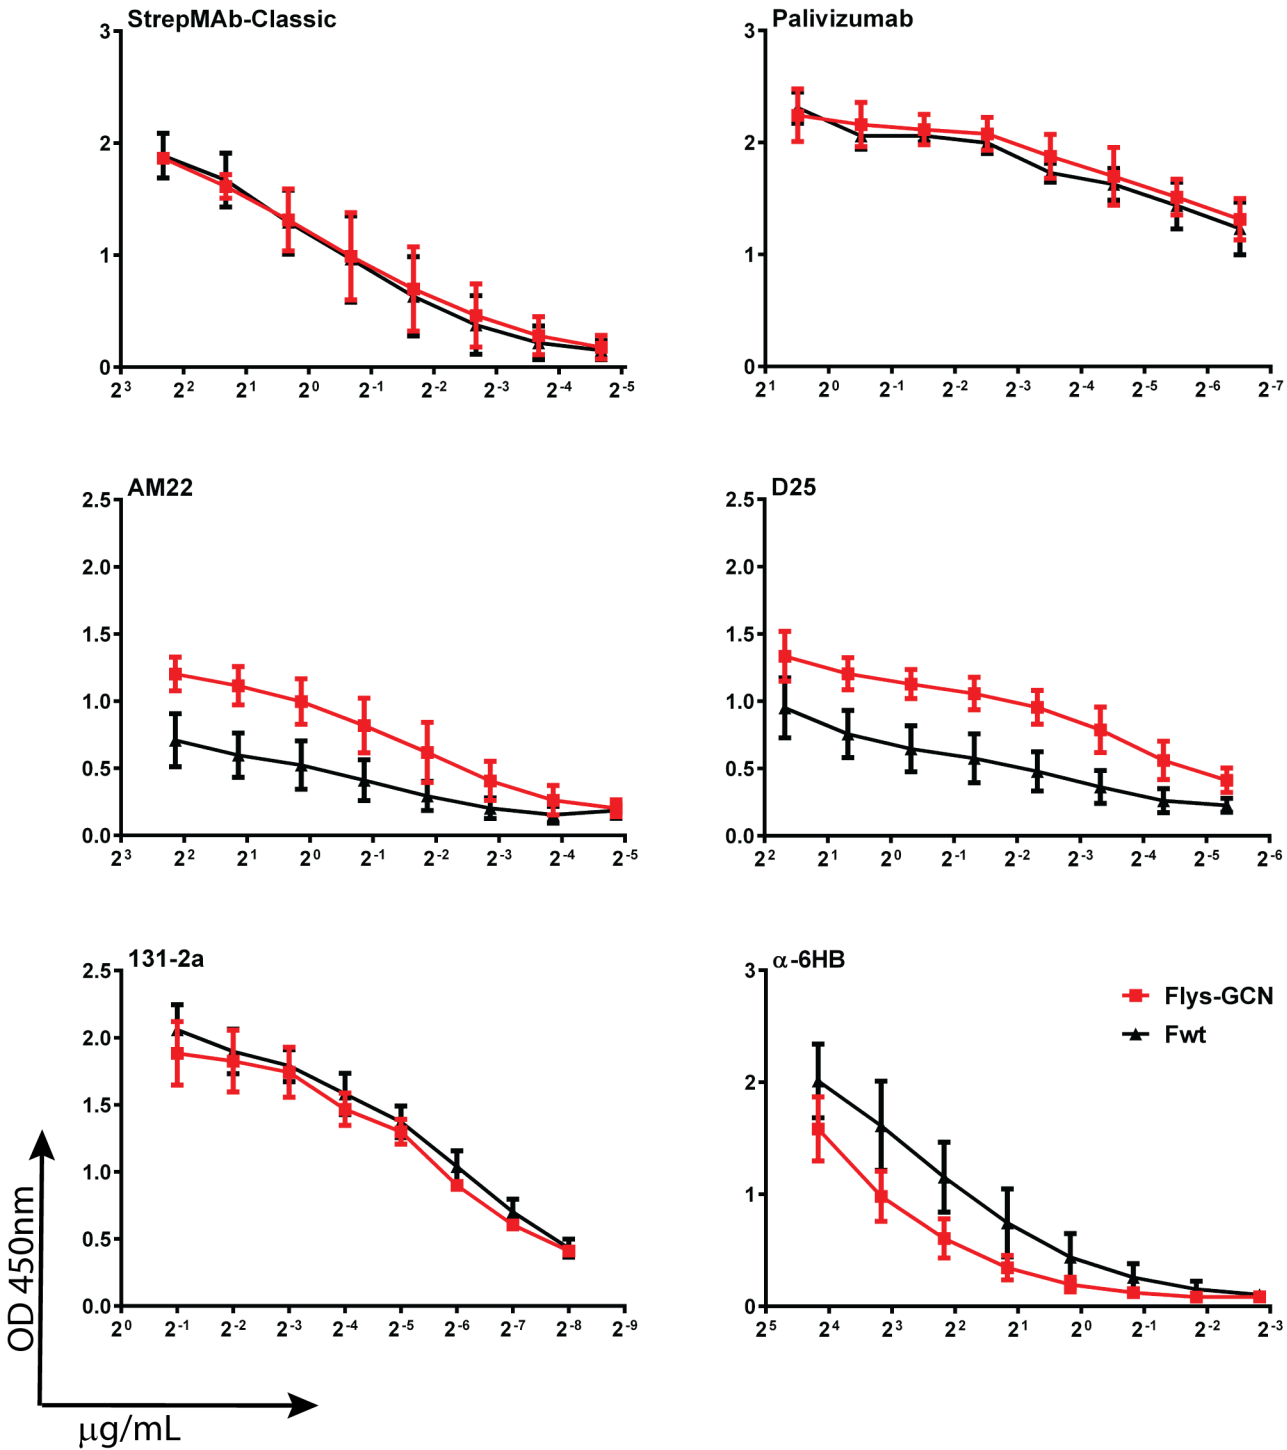 StrepMAb-Classic
3
2
1
0
2³ 2² 2¹ 2⁰ 2⁻¹ 2⁻² 2⁻³ 2⁻⁴ 2⁻⁵
Palivizumab
3
2
1
0
2¹ 2⁰ 2⁻¹ 2⁻² 2⁻³ 2⁻⁴ 2⁻⁵ 2⁻⁶ 2⁻⁷
AM22
2.5
2.0
1.5
1.0
0.5
0.0
2³ 2² 2¹ 2⁰ 2⁻¹ 2⁻² 2⁻³ 2⁻⁴ 2⁻⁵
D25
2.5
2.0
1.5
1.0
0.5
0.0
2² 2¹ 2⁰ 2⁻¹ 2⁻² 2⁻³ 2⁻⁴ 2⁻⁵ 2⁻⁶
131-2a
2.5
2.0
1.5
1.0
0.5
0.0
2⁰ 2⁻¹ 2⁻² 2⁻³ 2⁻⁴ 2⁻⁵ 2⁻⁶ 2⁻⁷ 2⁻⁸ 2⁻⁹
α-6HB
3
2
1
0
2⁵ 2⁴ 2³ 2² 2¹ 2⁰ 2⁻¹ 2⁻² 2⁻³
Flys-GCN
Fwt
OD 450nm
μg/mL